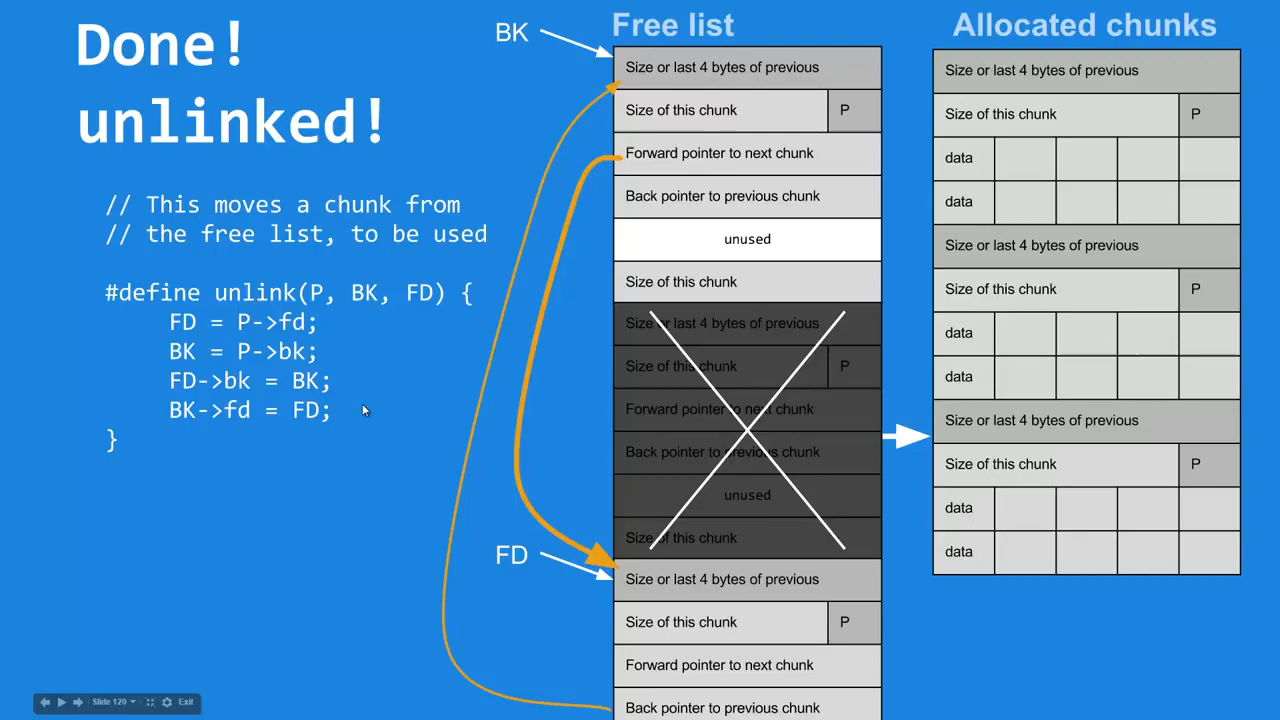 Done!
unlinked!
// This moves a chunk from
// the free list, to be used
#define unlink(P, BK, FD) {
FD = P->fd;
BK = P->bk;
FD->bk = BK;
BK->fd = FD;
}
BK
FD
Free list
Size or last 4 bytes of previous
Size of this chunk P
Forward pointer to next chunk
Back pointer to previous chunk
unused
Size of this chunk
Size or last 4 bytes of previous
Size of this chunk P
Forward pointer to next chunk
Back pointer to previous chunk
unused
Size of this chunk
Size or last 4 bytes of previous
Size of this chunk P
Forward pointer to next chunk
Back pointer to previous chunk
Allocated chunks
Size or last 4 bytes of previous
Size of this chunk P
data
data
Size or last 4 bytes of previous
Size of this chunk P
data
data
Size or last 4 bytes of previous
Size of this chunk P
data
data
Slide 120 Exit